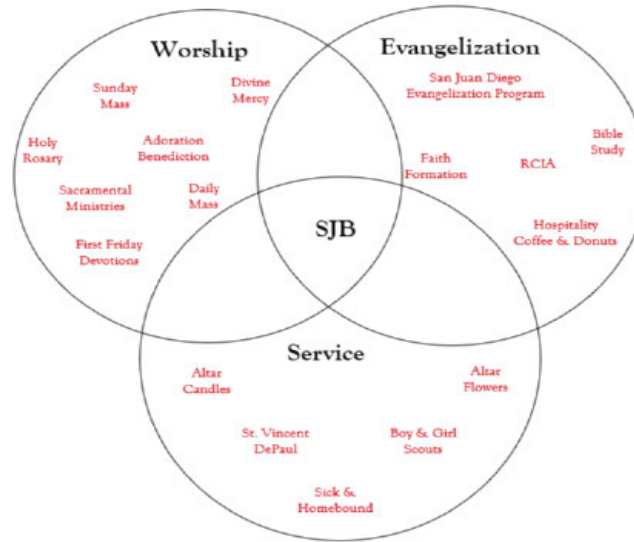 Worship
Sunday
Mass
Divine
Mercy
Holy
Rosary
Adoration
Benediction
Sacramental
Ministries
Daily
Mass
First Friday
Devotions
Evangelization
San Juan Diego
Evangelization Program
Bible
Study
Faith
Formation
RCIA
Hospitality
Coffee & Donuts
SJB
Service
Altar
Candles
Altar
Flowers
St. Vincent
DePaul
Boy & Girl
Scouts
Sick &
Homebound